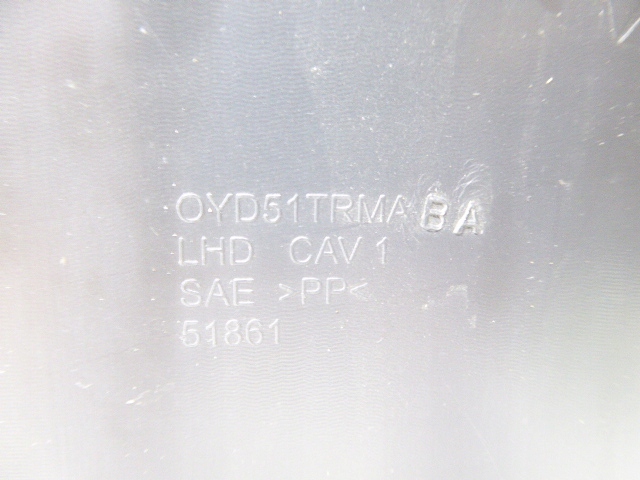 OYD51TRMA BA
LHD CAV 1
SAE >PP<
51861